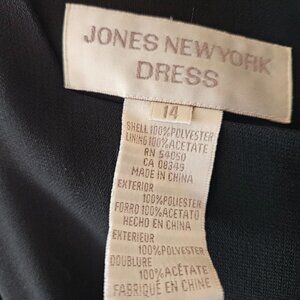 JONES NEW YORK
DRESS
14
SHELL 100% POLYESTER
LINING 100% ACETATE
RN 54050
CA 08349
MADE IN CHINA
EXTERIOR
100% POLIESTER
FORRO 100% ACETATO
HECHO EN CHINA
EXTERIEUR
100% POLYESTER
DOUBLURE
100% ACÉTATE
FABRIQUÉ EN CHINE